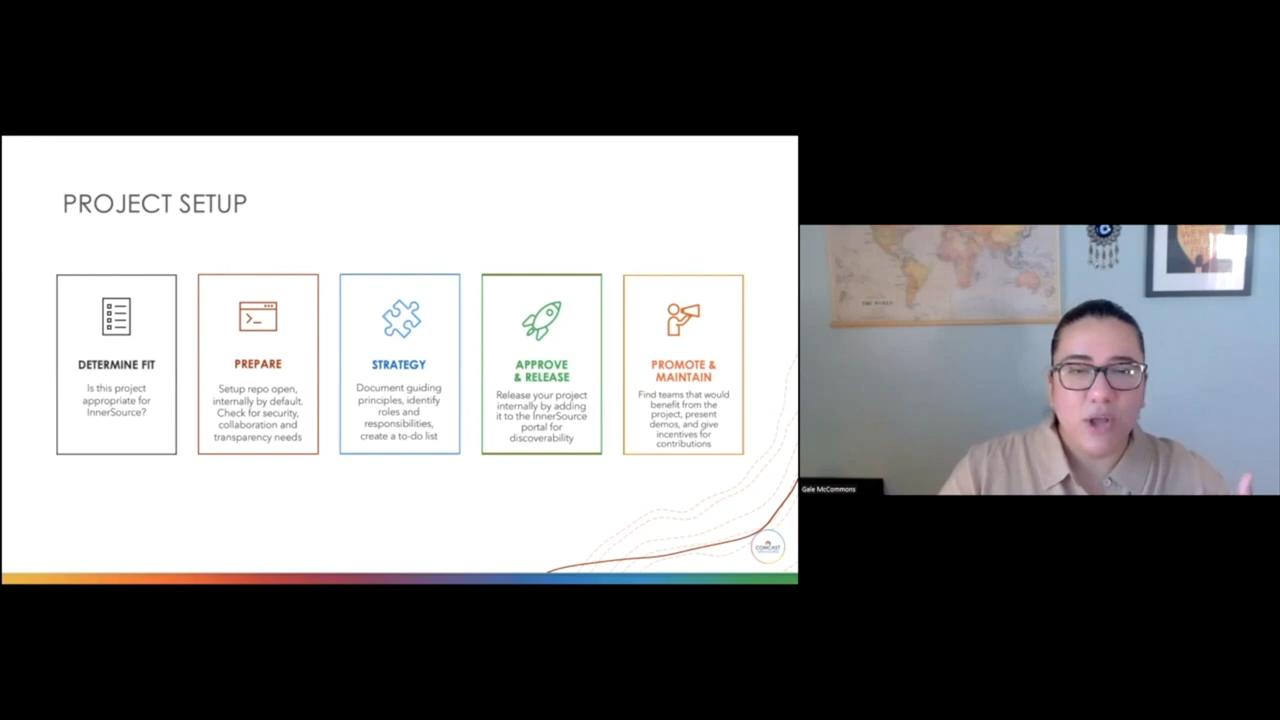 PROJECT SETUP
DETERMINE FIT
Is this project
appropriate for
InnerSource?
PREPARE
Setup repo open,
internally by default.
Check for security,
collaboration and
transparency needs
STRATEGY
Document guiding
principles, identify
roles and
responsibilities,
create a to-do list
APPROVE
& RELEASE
Release your project
internally by adding
it to the InnerSource
portal for
discoverability
PROMOTE &
MAINTAIN
Find teams that would
benefit from the
project, present
demos, and give
incentives for
contributions
COMCAST
THE WORLD
Gale McCommons